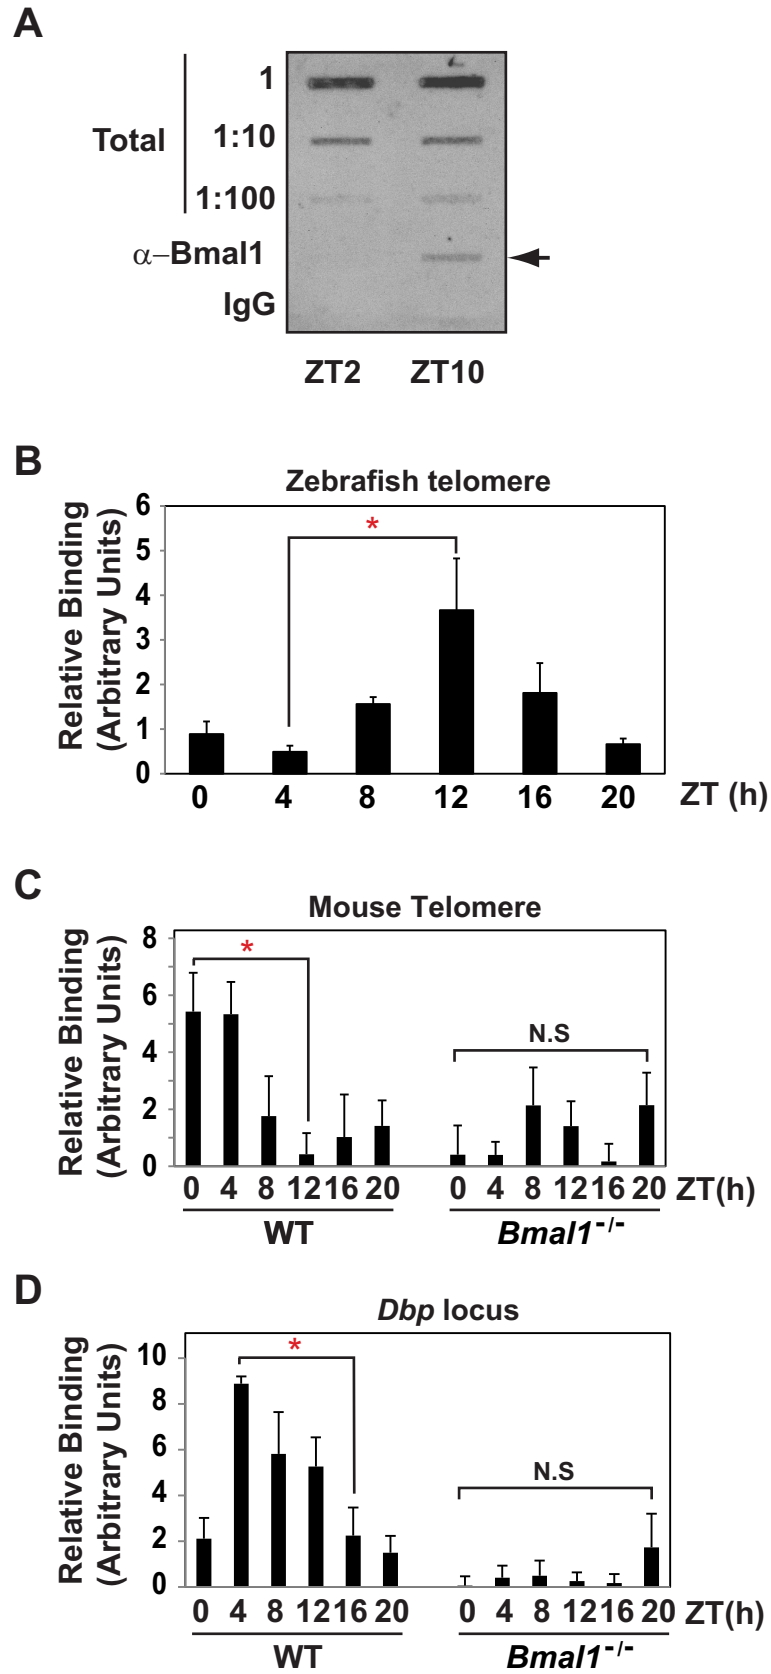 A
Total
1
1:10
1:100
α–Bmal1
IgG
ZT2 ZT10
B
Zebrafish telomere
Relative Binding
(Arbitrary Units)
6
5
4
3
2
1
0
*
0 4 8 12 16 20 ZT (h)
C
Mouse Telomere
Relative Binding
(Arbitrary Units)
8
6
4
2
0
*
N.S
0 4 8 12 16 20 0 4 8 12 16 20 ZT(h)
WT Bmal1-/-
D
Dbp locus
Relative Binding
(Arbitrary Units)
10
8
6
4
2
0
*
N.S
0 4 8 12 16 20 0 4 8 12 16 20 ZT(h)
WT Bmal1-/-